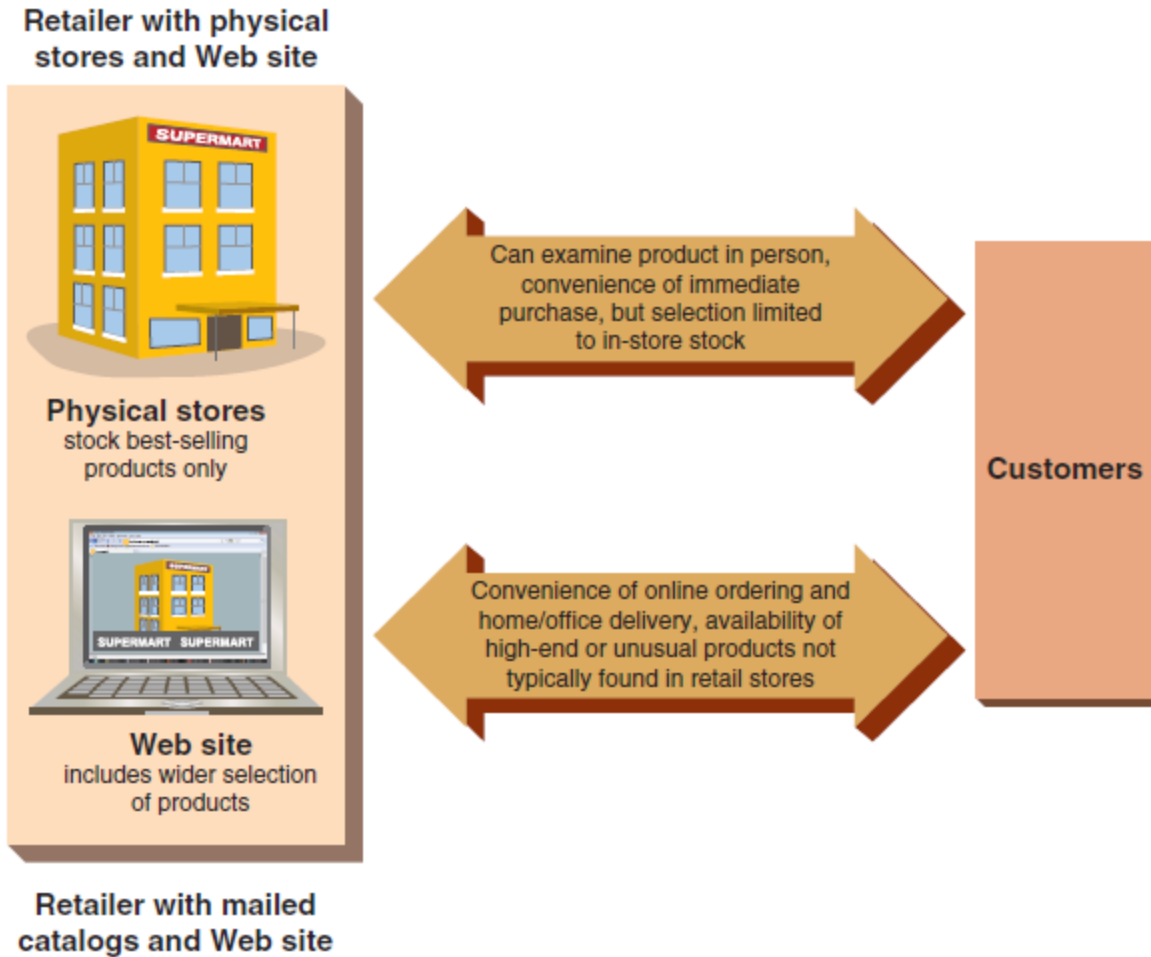 Retailer with physical
stores and Web site
SUPERMART
Can examine product in person,
convenience of immediate
purchase, but selection limited
to in-store stock
Physical stores
stock best-selling
products only
Customers
SUPERMART
SUPERMART SUPERMART
Convenience of online ordering and
home/office delivery, availability of
high-end or unusual products not
typically found in retail stores
Web site
includes wider selection
of products
Retailer with mailed
catalogs and Web site